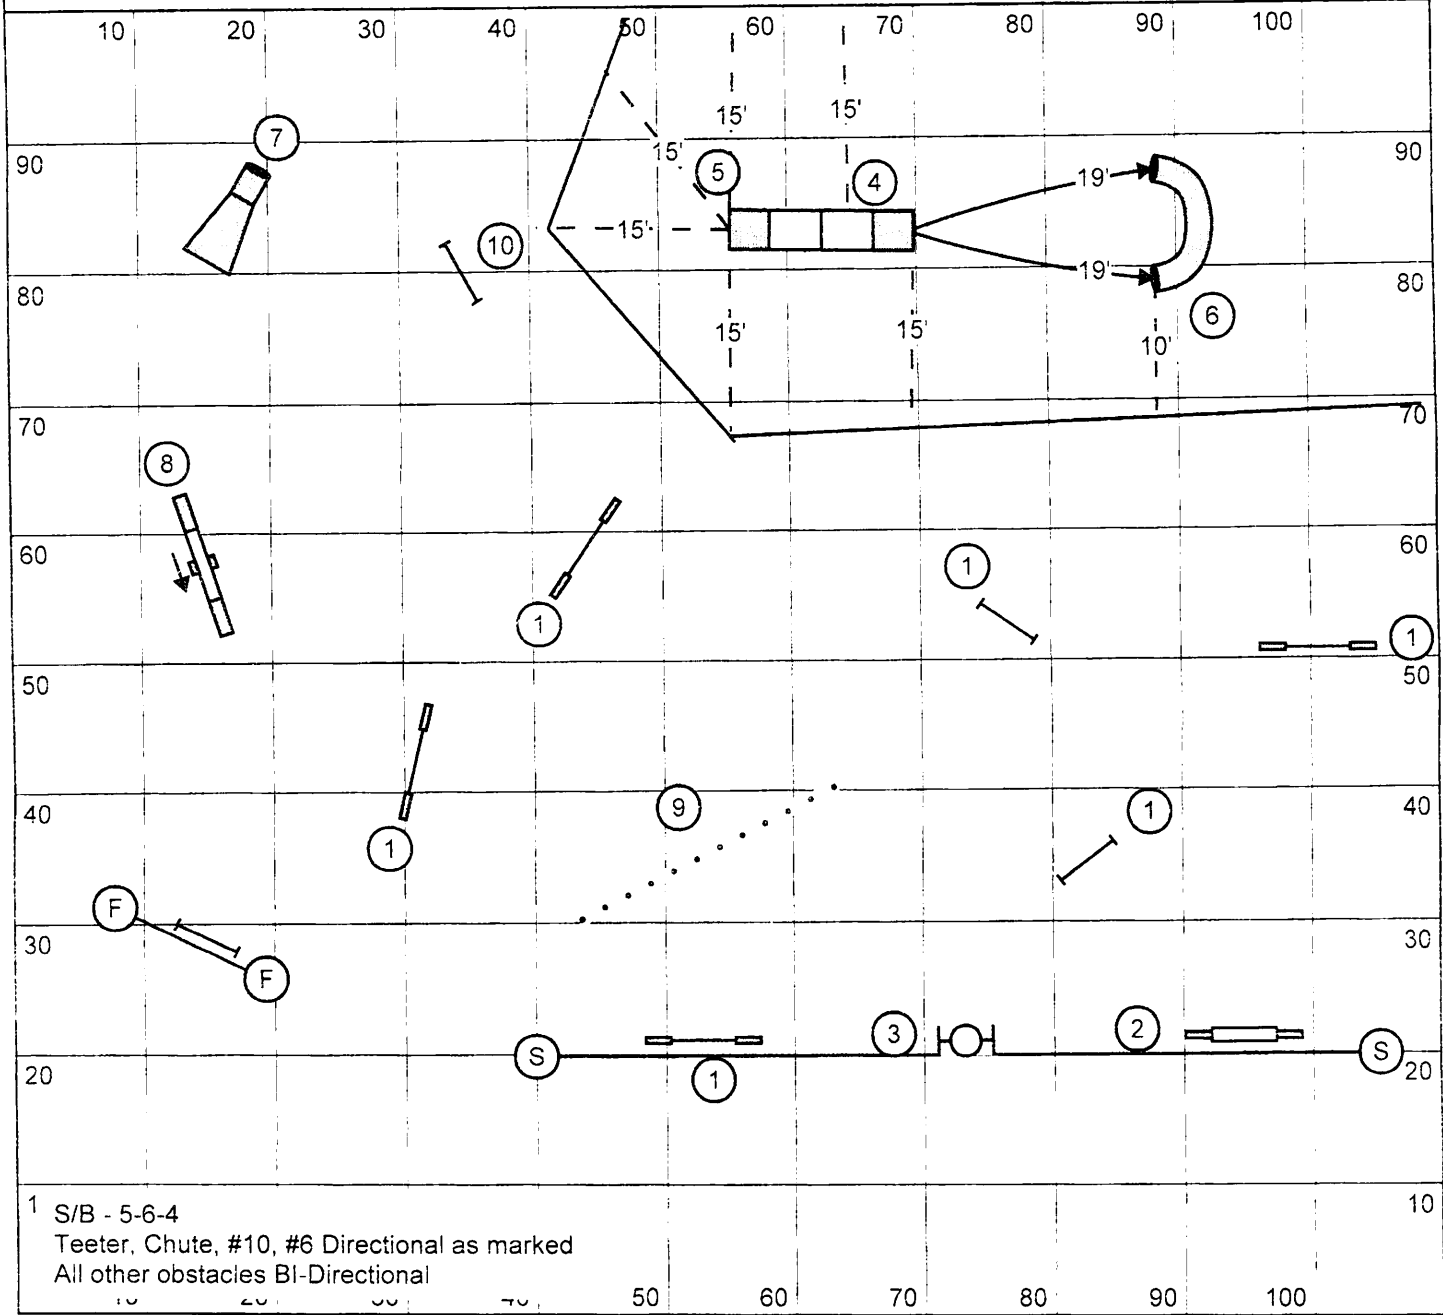 10 20 30 40 50 60 70 80 90 100
15' 15'
7
90 15' 90
5 4 19'
10 15'
80 19' 80
6
15' 15' 10'
70 70
8
60 60
1
1
1
50 50
40 9 1 40
1
F
30 30
F
3 2
S S
20 1 20
1 10
S/B - 5-6-4
Teeter, Chute, #10, #6 Directional as marked
All other obstacles BI-Directional
50 60 70 80 90 100